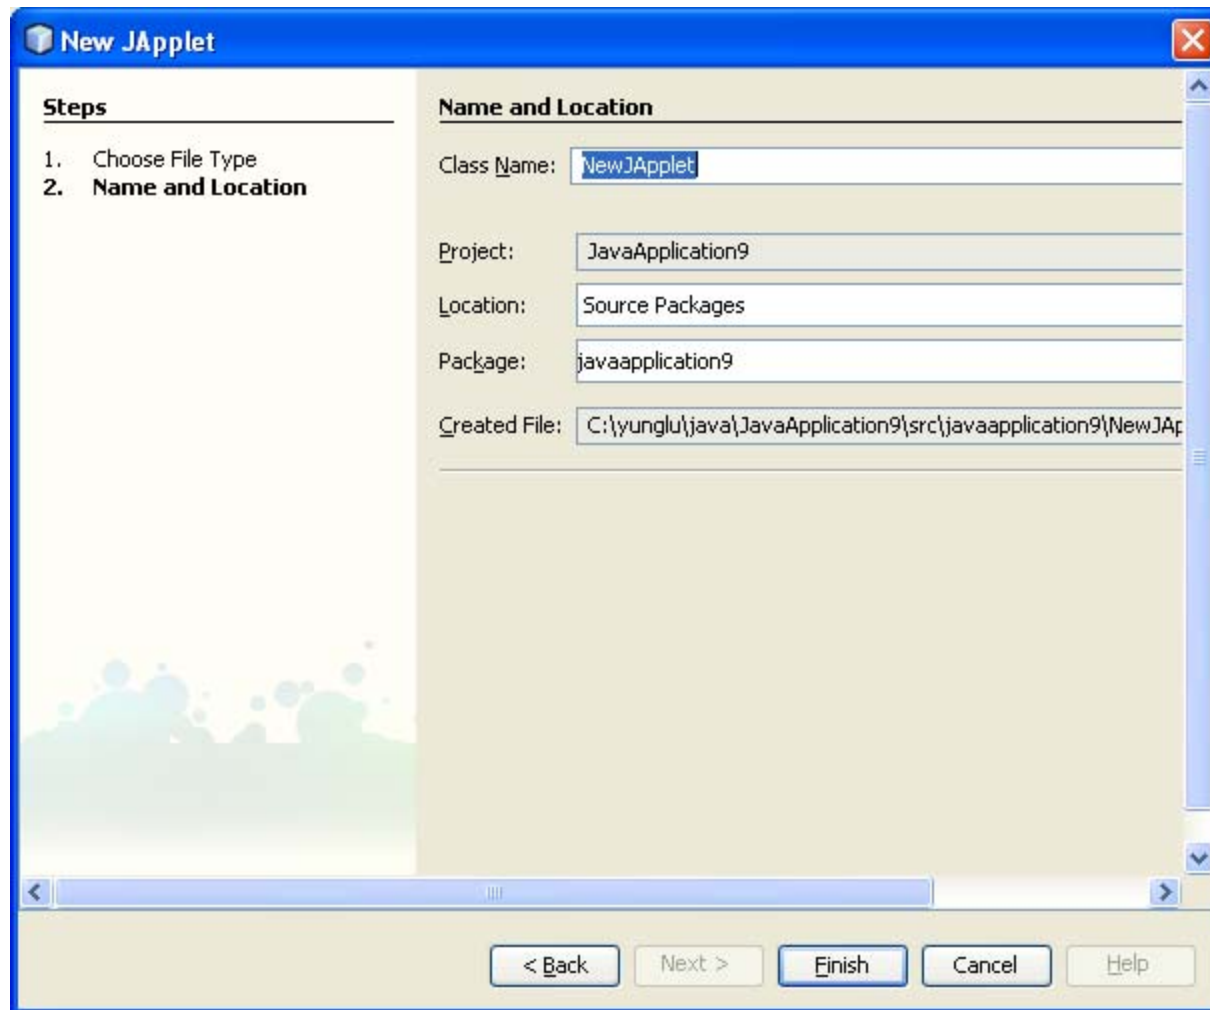 New JApplet
Steps
1. Choose File Type
2. Name and Location
Name and Location
Class Name: NewJApplet
Project: JavaApplication9
Location: Source Packages
Package: javaapplication9
Created File: C:\yunglu\java\JavaApplication9\src\javaapplication9\NewJAp
< Back Next > Finish Cancel Help